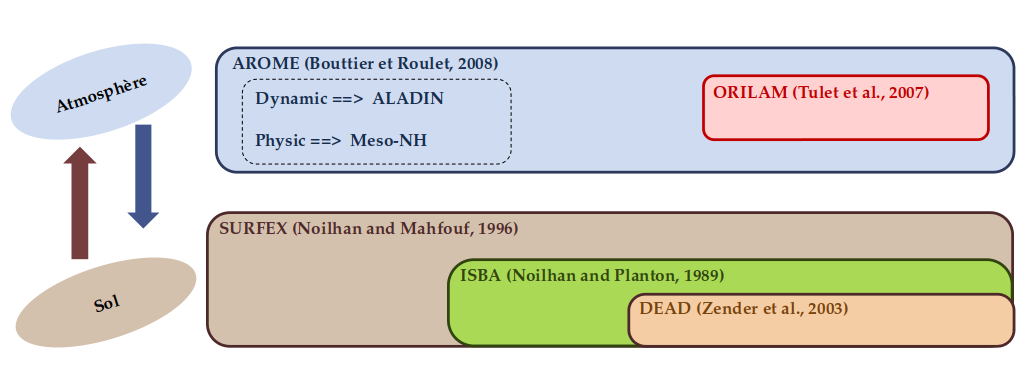 Atmosphère
AROME (Bouttier et Roulet, 2008)
Dynamic ==> ALADIN
Physic ==> Meso-NH
ORILAM (Tulet et al., 2007)
Sol
SURFEX (Noilhan and Mahfouf, 1996)
ISBA (Noilhan and Planton, 1989)
DEAD (Zender et al., 2003)